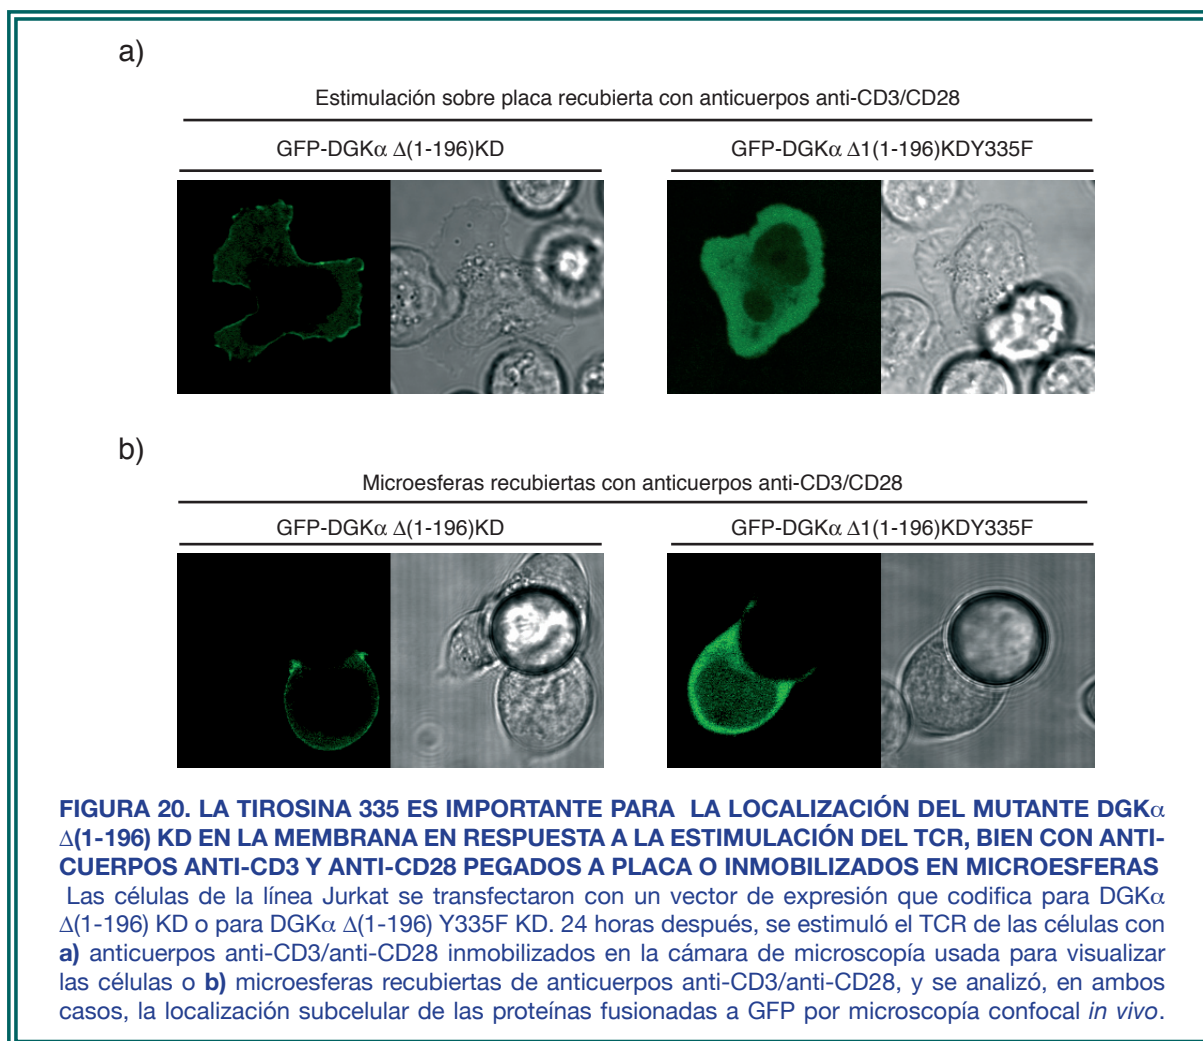 a)
Estimulación sobre placa recubierta con anticuerpos anti-CD3/CD28
GFP-DGKα Δ(1-196)KD GFP-DGKα Δ1(1-196)KDY335F
b)
Microesferas recubiertas con anticuerpos anti-CD3/CD28
GFP-DGKα Δ(1-196)KD GFP-DGKα Δ1(1-196)KDY335F
FIGURA 20. LA TIROSINA 335 ES IMPORTANTE PARA LA LOCALIZACIÓN DEL MUTANTE DGKα
Δ(1-196) KD EN LA MEMBRANA EN RESPUESTA A LA ESTIMULACIÓN DEL TCR, BIEN CON ANTI-
CUERPOS ANTI-CD3 Y ANTI-CD28 PEGADOS A PLACA O INMOBILIZADOS EN MICROESFERAS
Las células de la línea Jurkat se transfectaron con un vector de expresión que codifica para DGKα
Δ(1-196) KD o para DGKα Δ(1-196) Y335F KD. 24 horas después, se estimuló el TCR de las células con
a) anticuerpos anti-CD3/anti-CD28 inmobilizados en la cámara de microscopía usada para visualizar
las células o b) microesferas recubiertas de anticuerpos anti-CD3/anti-CD28, y se analizó, en ambos
casos, la localización subcelular de las proteínas fusionadas a GFP por microscopía confocal in vivo.